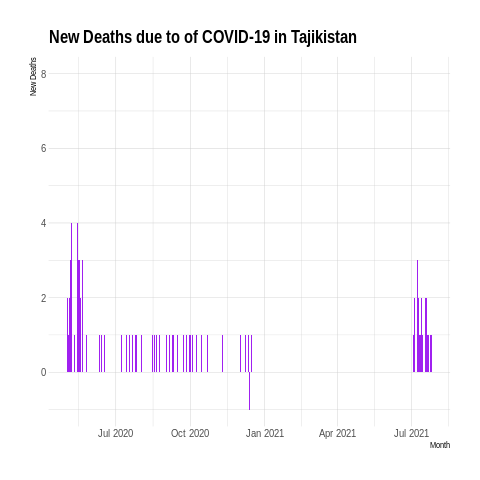 New Deaths due to of COVID-19 in Tajikistan
New Deaths
8
6
4
2
0
Jul 2020 Oct 2020 Jan 2021 Apr 2021 Jul 2021
Month